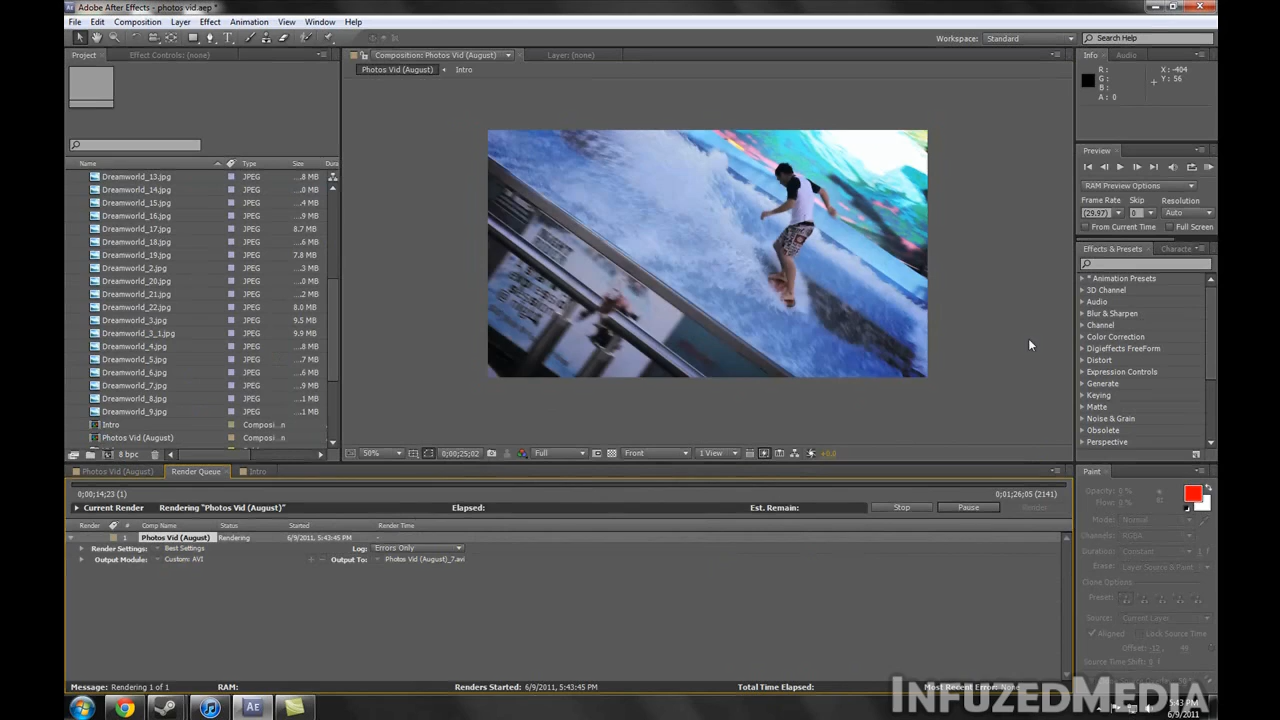 Adobe After Effects - photos vid.aep *
File Edit Composition Layer Effect Animation View Window Help
Workspace: Standard
Search Help
Project Effect Controls: (none)
Composition: Photos Vid (August) Layer: (none)
Photos Vid (August) Intro
Info Audio
R : X : -404
G : Y : 56
B :
A : 0
Name Type Size Dura
Dreamworld_13.jpg JPEG ...8 MB
Dreamworld_14.jpg JPEG ...0 MB
Dreamworld_15.jpg JPEG ...4 MB
Dreamworld_16.jpg JPEG ...9 MB
Dreamworld_17.jpg JPEG 8.7 MB
Dreamworld_18.jpg JPEG ...6 MB
Dreamworld_19.jpg JPEG 7.8 MB
Dreamworld_2.jpg JPEG ...3 MB
Dreamworld_20.jpg JPEG ...0 MB
Dreamworld_21.jpg JPEG ...2 MB
Dreamworld_22.jpg JPEG 8.0 MB
Dreamworld_3.jpg JPEG 9.5 MB
Dreamworld_3_1.jpg JPEG 9.9 MB
Dreamworld_4.jpg JPEG ...8 MB
Dreamworld_5.jpg JPEG ...7 MB
Dreamworld_6.jpg JPEG ...6 MB
Dreamworld_7.jpg JPEG ...6 MB
Dreamworld_8.jpg JPEG ...1 MB
Dreamworld_9.jpg JPEG ...1 MB
Intro Composi...n
Photos Vid (August) Composi...n
8 bpc
50% 0;00;25;02 Full Front 1 View +0.0
Preview
RAM Preview Options
Frame Rate Skip Resolution
(29.97) 0 Auto
From Current Time Full Screen
Effects & Presets Characte
* Animation Presets
3D Channel
Audio
Blur & Sharpen
Channel
Color Correction
Digieffects FreeForm
Distort
Expression Controls
Generate
Keying
Matte
Noise & Grain
Obsolete
Perspective
Photos Vid (August) Render Queue Intro
0;00;14;23 (1) 0;01;26;05 (2141)
Current Render Rendering "Photos Vid (August)" Elapsed: Est. Remain: Stop Pause Render
Render # Comp Name Status Started Render Time
1 Photos Vid (August) Rendering 6/9/2011, 5:43:45 PM -
Render Settings: Best Settings Log: Errors Only
Output Module: Custom: AVI Output To: Photos Vid (August)_7.avi
Paint
Opacity: 0 %
Flow: 0 %
Mode: Normal
Channels: RGBA
Duration: Constant
Erase: Layer Source & Paint
Clone Options
Preset:
Source: Current Layer
Aligned Lock Source Time
Offset: -12 ,
Source Time Shift: 0
Message: Rendering 1 of 1 RAM: Renders Started: 6/9/2011, 5:43:45 PM Total Time Elapsed: Most Recent Error: None
INFUZEDMEDIA
5:43 PM
6/9/2011